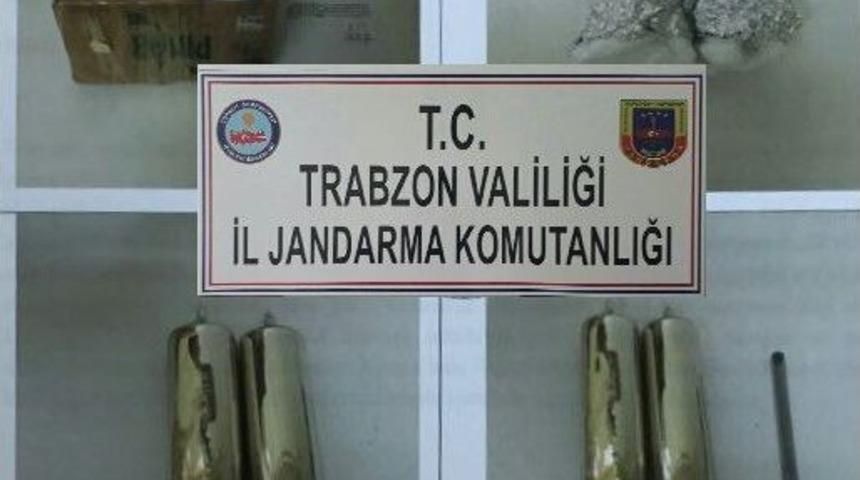 T.C.
TRABZON VALİLİĞİ
İL JANDARMA KOMUTANLIĞI